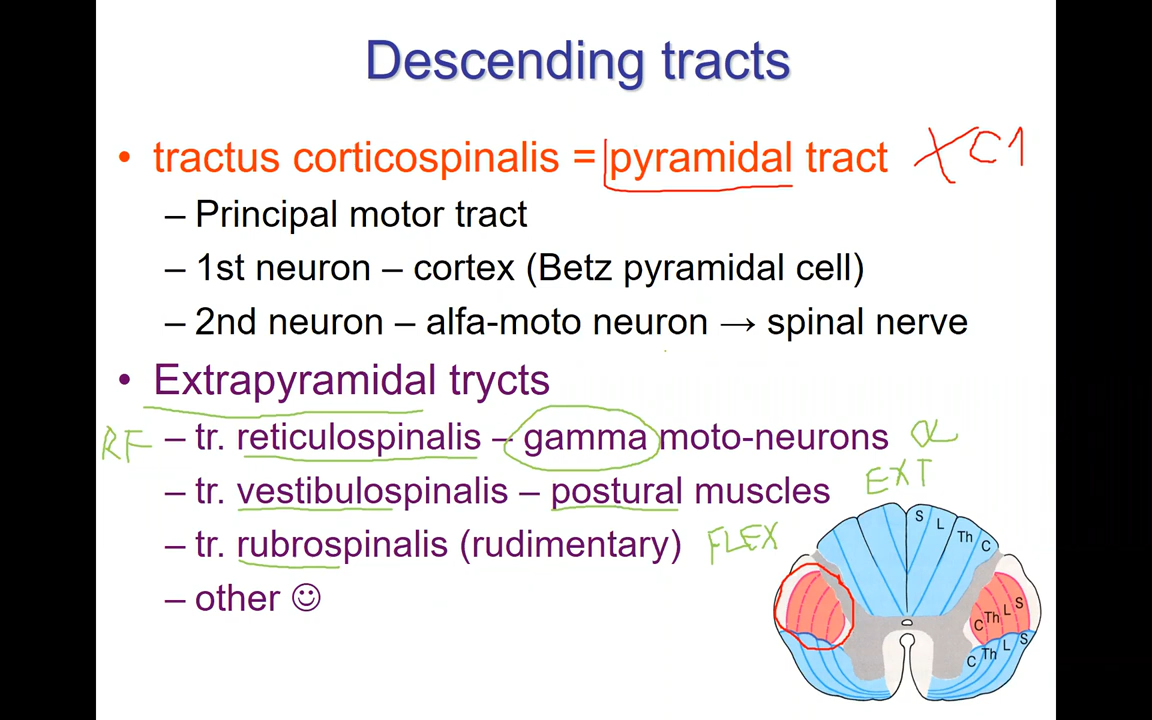 Descending tracts
• tractus corticospinalis = pyramidal tract X C1
– Principal motor tract
– 1st neuron – cortex (Betz pyramidal cell)
– 2nd neuron – alfa-moto neuron → spinal nerve
• Extrapyramidal trycts
RF – tr. reticulospinalis – gamma moto-neurons α
– tr. vestibulospinalis – postural muscles EXT
– tr. rubrospinalis (rudimentary) FLEX
– other ☺
S L Th C
C Th L S
C Th L S